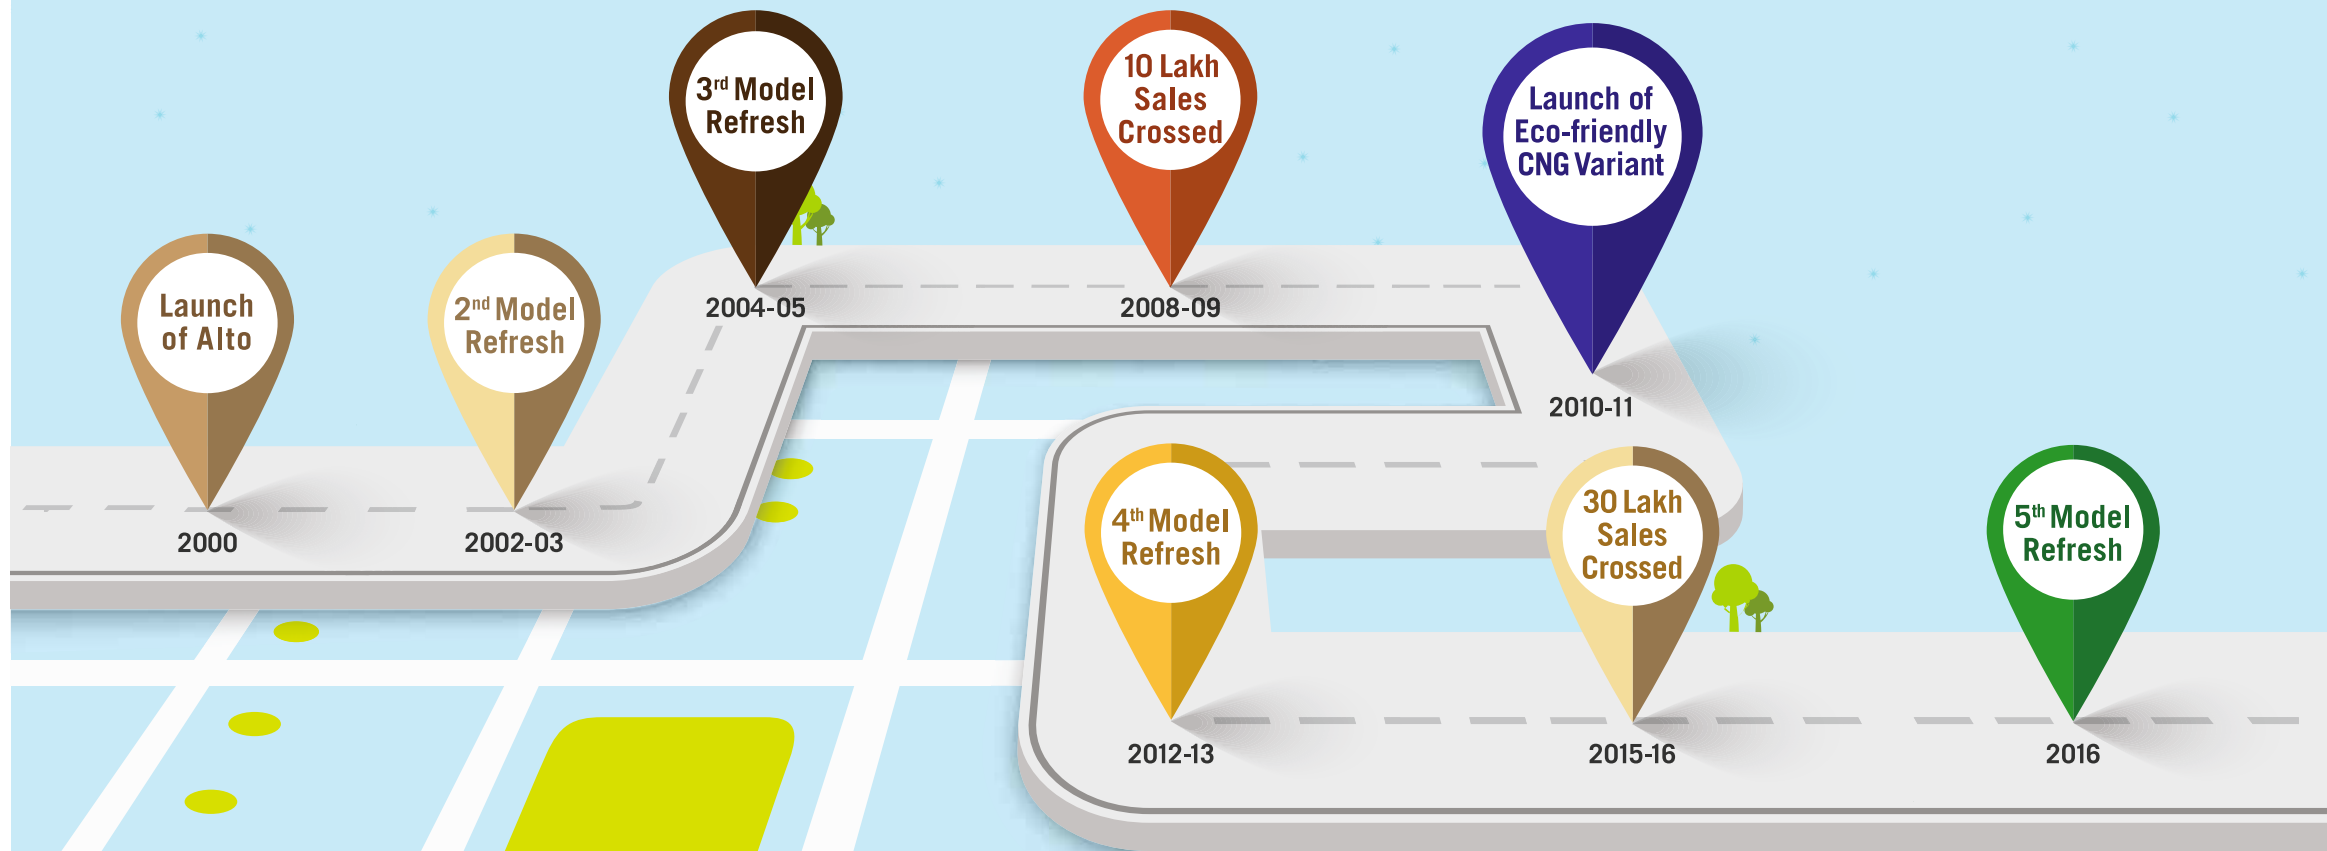 Launch
of Alto
2000
2nd Model
Refresh
2002-03
3rd Model
Refresh
2004-05
10 Lakh
Sales
Crossed
2008-09
Launch of
Eco-friendly
CNG Variant
2010-11
4th Model
Refresh
2012-13
30 Lakh
Sales
Crossed
2015-16
5th Model
Refresh
2016